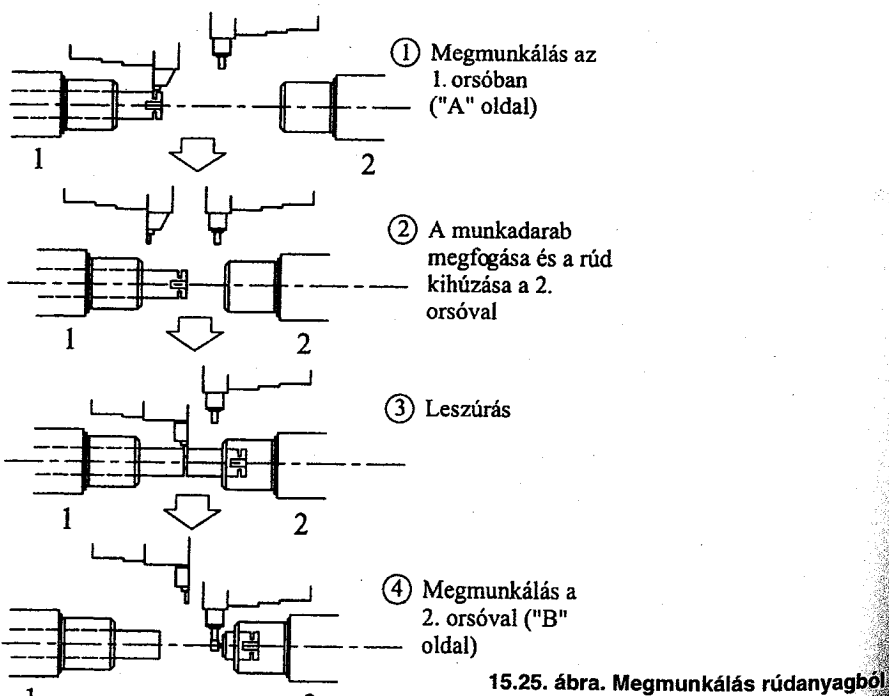 ① Megmunkálás az
1. orsóban
("A" oldal)
1
2
② A munkadarab
megfogása és a rúd
kihúzása a 2.
orsóval
1
2
③ Leszúrás
1
2
④ Megmunkálás a
2. orsóval ("B"
oldal)
15.25. ábra. Megmunkálás rúdanyagból